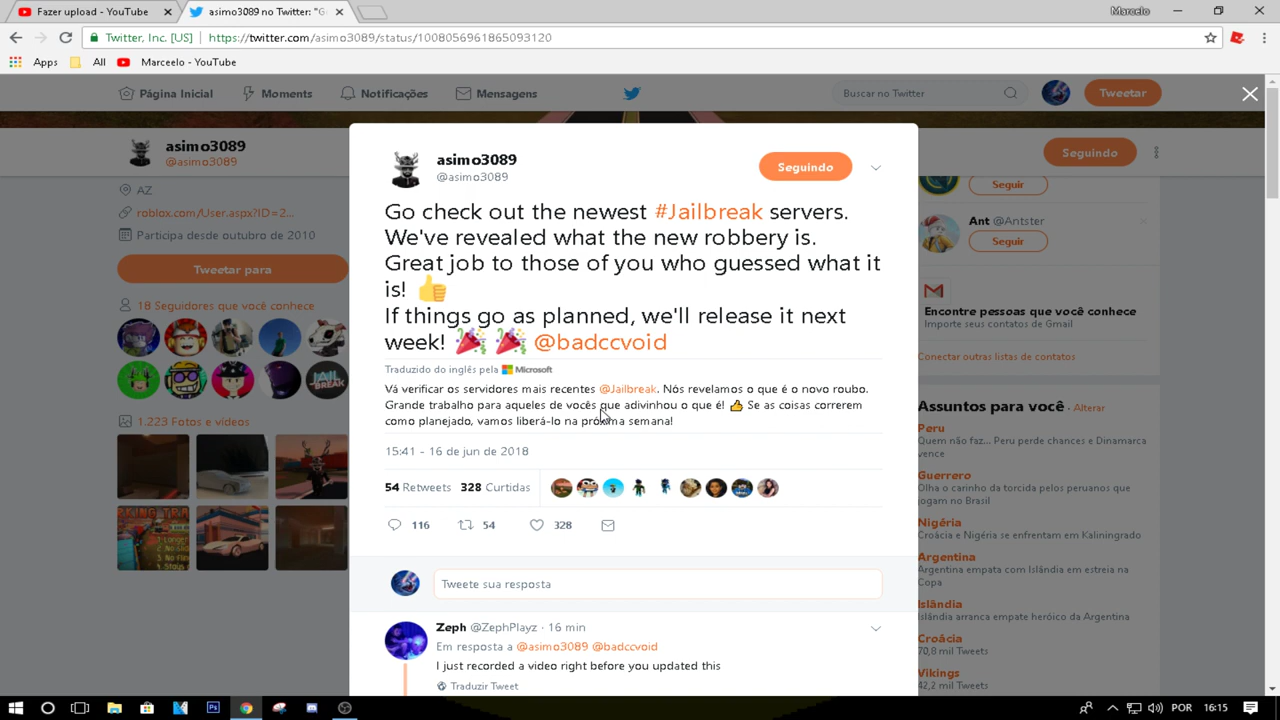 Fazer upload - YouTube
asimo3089 no Twitter: "G
Marcelo
Twitter, Inc. [US]
https://twitter.com/asimo3089/status/1008056961865093120
Apps
All
Marceelo - YouTube
Página Inicial
Moments
Notificações
Mensagens
Buscar no Twitter
Tweetar
asimo3089
@asimo3089
Seguindo
AZ
roblox.com/User.aspx?ID=2...
Participa desde outubro de 2010
Tweetar para
18 Seguidores que você conhece
JAIL
BREAK
1.223 Fotos e vídeos
asimo3089
@asimo3089
Seguindo
Go check out the newest #Jailbreak servers.
We've revealed what the new robbery is.
Great job to those of you who guessed what it
is! 👍
If things go as planned, we'll release it next
week! 🎉 🎉 @badccvoid
Traduzido do inglês pela Microsoft
Vá verificar os servidores mais recentes @Jailbreak. Nós revelamos o que é o novo roubo.
Grande trabalho para aqueles de vocês que adivinhou o que é! 👍 Se as coisas correrem
como planejado, vamos liberá-lo na próxima semana!
15:41 - 16 de jun de 2018
54 Retweets 328 Curtidas
116
54
328
Tweete sua resposta
Zeph @ZephPlayz · 16 min
Em resposta a @asimo3089 @badccvoid
I just recorded a video right before you updated this
Traduzir Tweet
Seguir
Ant @Antster
Seguir
Encontre pessoas que você conhece
Importe seus contatos de Gmail
Conectar outras listas de contatos
Assuntos para você · Alterar
Peru
Quem não faz... Peru perde chances e Dinamarca
vence
Guerrero
Olha o carinho da torcida pelos peruanos que
jogam no Brasil
Nigéria
Croácia e Nigéria se enfrentam em Kaliningrado
Argentina
Argentina empata com Islândia em estreia na
Copa
Islândia
Islândia arranca empate heróico da Argentina
Croácia
70,8 mil Tweets
Vikings
42,2 mil Tweets
Ps
POR
16:15